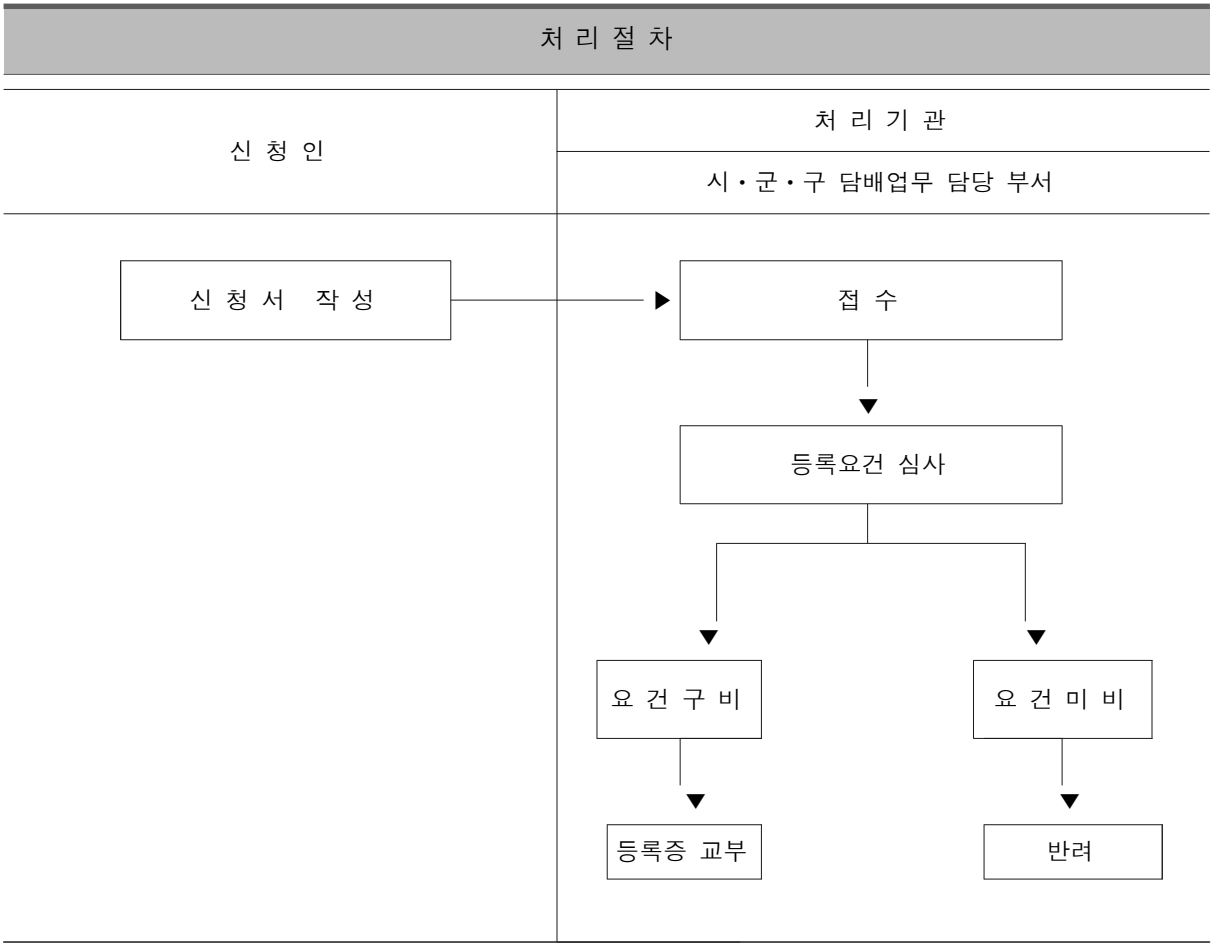 처 리 절 차
신 청 인
처 리 기 관
시・군・구 담배업무 담당 부서
신 청 서 작 성
접 수
등록요건 심사
요 건 구 비
요 건 미 비
등록증 교부
반려